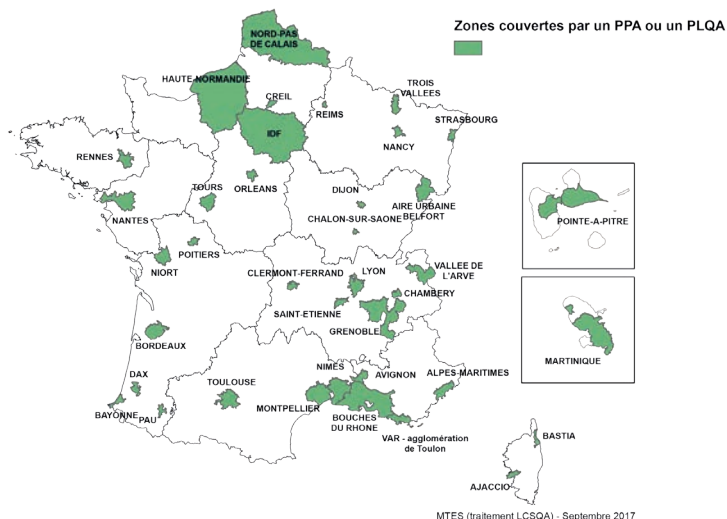 Zones couvertes par un PPA ou un PLQA
NORD-PAS
DE CALAIS
HAUTE-NORMANDIE
CREIL
REIMS
TROIS
VALLEES
STRASBOURG
IDF
NANCY
RENNES
ORLEANS
TOURS
DIJON
AIRE URBAINE
BELFORT
CHALON-SUR-SAONE
NANTES
POINTE-A-PITRE
POITIERS
NIORT
CLERMONT-FERRAND
LYON
VALLEE DE
L'ARVE
CHAMBERY
SAINT-ETIENNE
GRENOBLE
BORDEAUX
MARTINIQUE
DAX
TOULOUSE
NIMES
AVIGNON
ALPES-MARITIMES
BAYONNE
PAU
MONTPELLIER
BOUCHES
DU RHONE
VAR - agglomération
de Toulon
BASTIA
AJACCIO
MTES (traitement LCSQA) - Septembre 2017